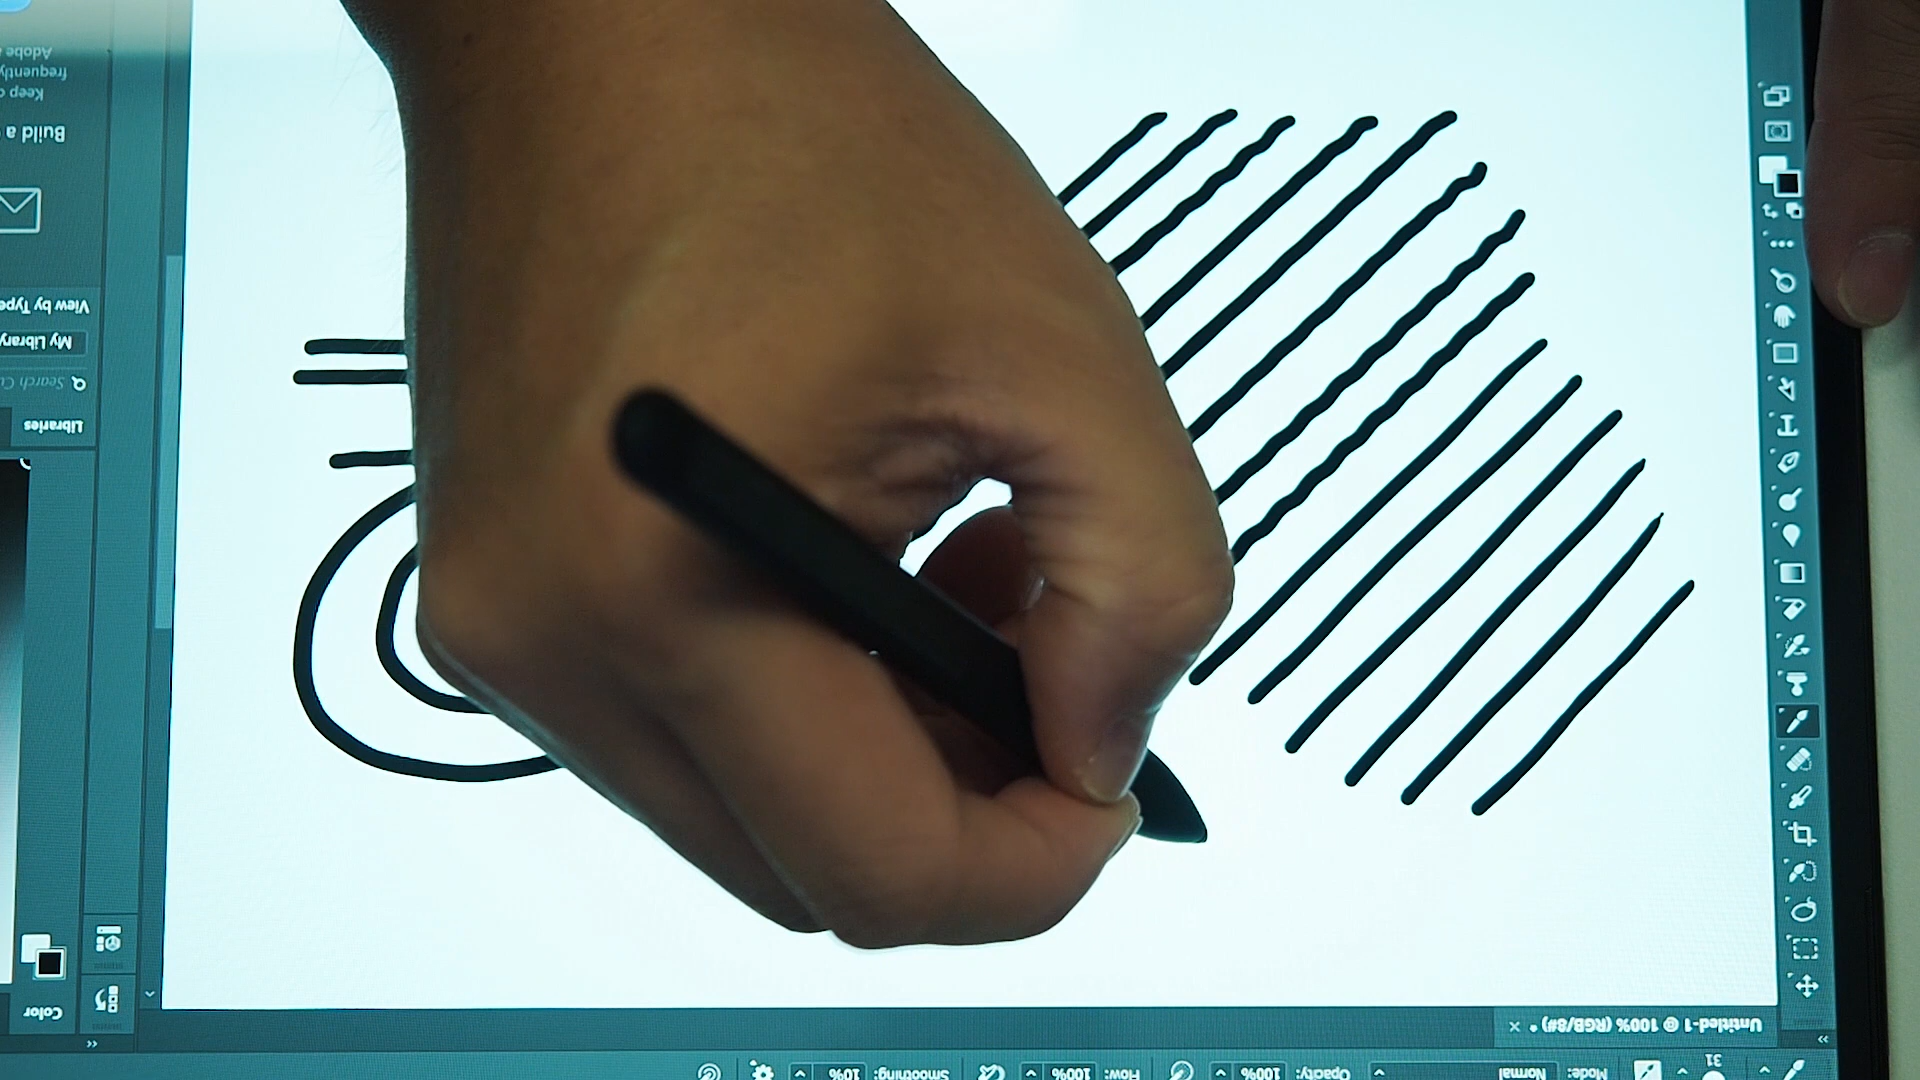 31
Mode: Normal Opacity: 100% Flow: 100% Smoothing: 10%
Untitled-1 @ 100% (RGB/8#) * ×
Color
Libraries
Search Cu
My Library
View by Type
Build a
Keep
frequently
Adobe